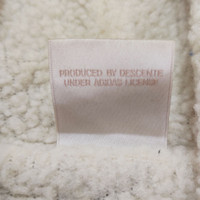 PRODUCED BY DESCENTE
UNDER ADIDAS LICENSE